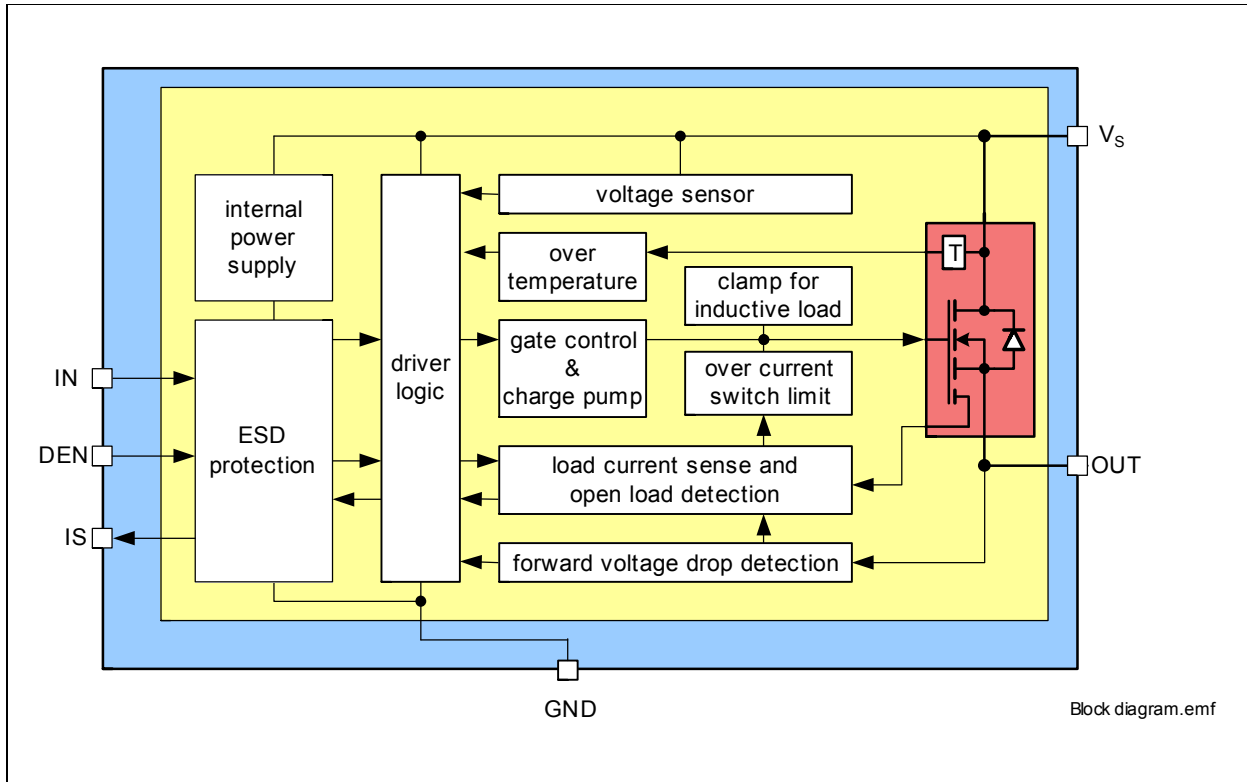 V_S
internal
power
supply
voltage sensor
over
temperature
T
clamp for
inductive load
driver
logic
gate control
&
charge pump
over current
switch limit
IN
DEN
IS
ESD
protection
load current sense and
open load detection
OUT
forward voltage drop detection
GND
Block diagram.emf